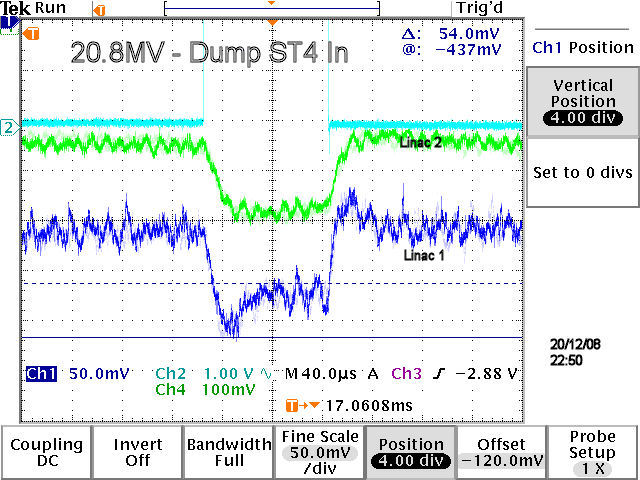 Tek Run
T
Trig'd
1
T
20.8MV - Dump ST4 In
Δ: 54.0mV
@: −437mV
2
Linac 2
Linac 1
Ch1 50.0mV Ch2 1.00 V M 40.0µs A Ch3 −2.88 V
Ch4 100mV
T 17.0608ms
Ch1 Position
Vertical
Position
4.00 div
Set to 0 divs
20/12/08
22:50
Coupling
DC
Invert
Off
Bandwidth
Full
Fine Scale
50.0mV
/div
Position
4.00 div
Offset
−120.0mV
Probe
Setup
1 X